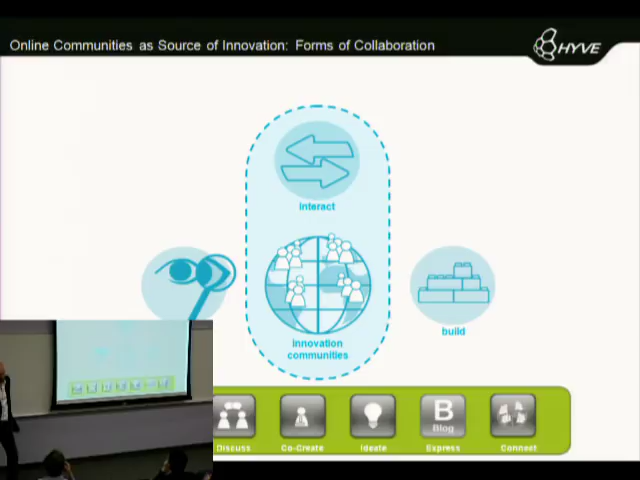 Online Communities as Source of Innovation: Forms of Collaboration
HYVE
interact
innovation
communities
build
B
Blog
Discuss
Co-Create
Ideate
Express
Connect